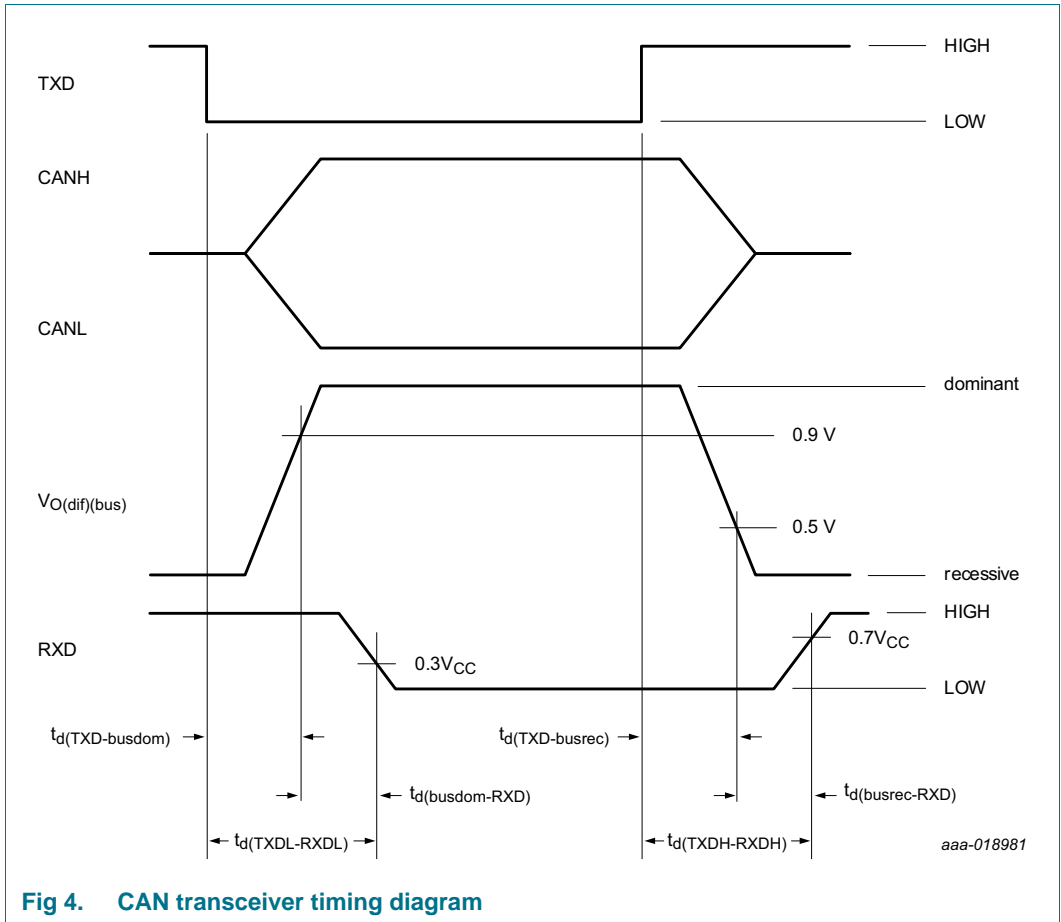 HIGH
TXD
LOW
CANH
CANL
dominant
0.9 V
VO(dif)(bus)
0.5 V
recessive
HIGH
RXD
0.7VCC
0.3VCC
LOW
td(TXD-busdom)
td(TXD-busrec)
td(busdom-RXD)
td(busrec-RXD)
td(TXDL-RXDL)
td(TXDH-RXDH)
aaa-018981
Fig 4. CAN transceiver timing diagram